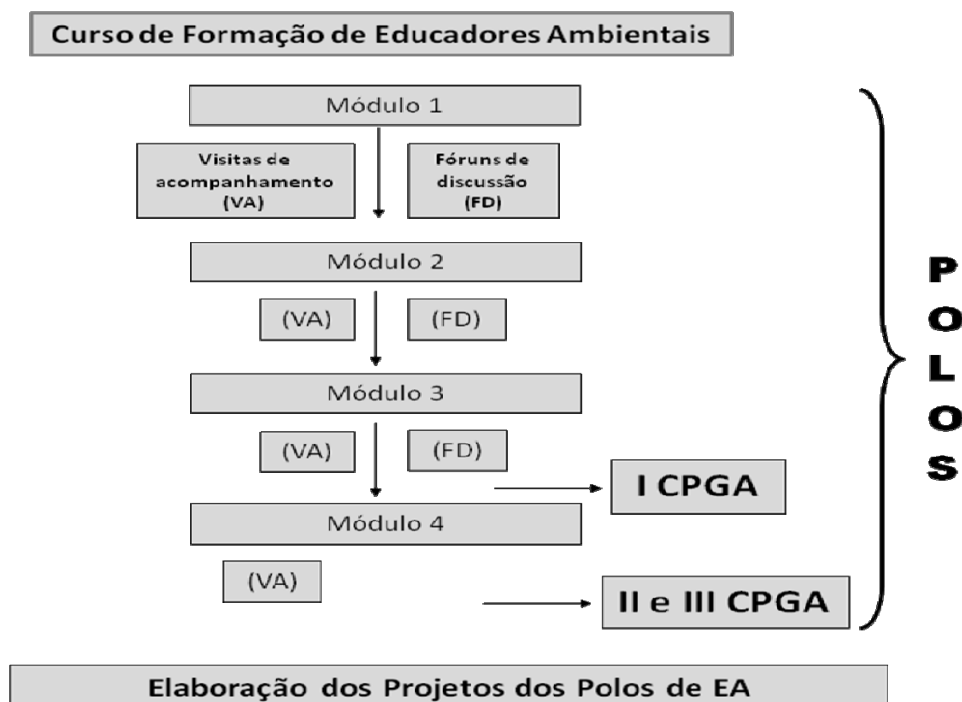 Curso de Formação de Educadores Ambientais
Módulo 1
Visitas de
acompanhamento
(VA)
Fóruns de
discussão
(FD)
Módulo 2
(VA)
(FD)
Módulo 3
(VA)
(FD)
I CPGA
Módulo 4
(VA)
II e III CPGA
P
O
L
O
S
Elaboração dos Projetos dos Polos de EA